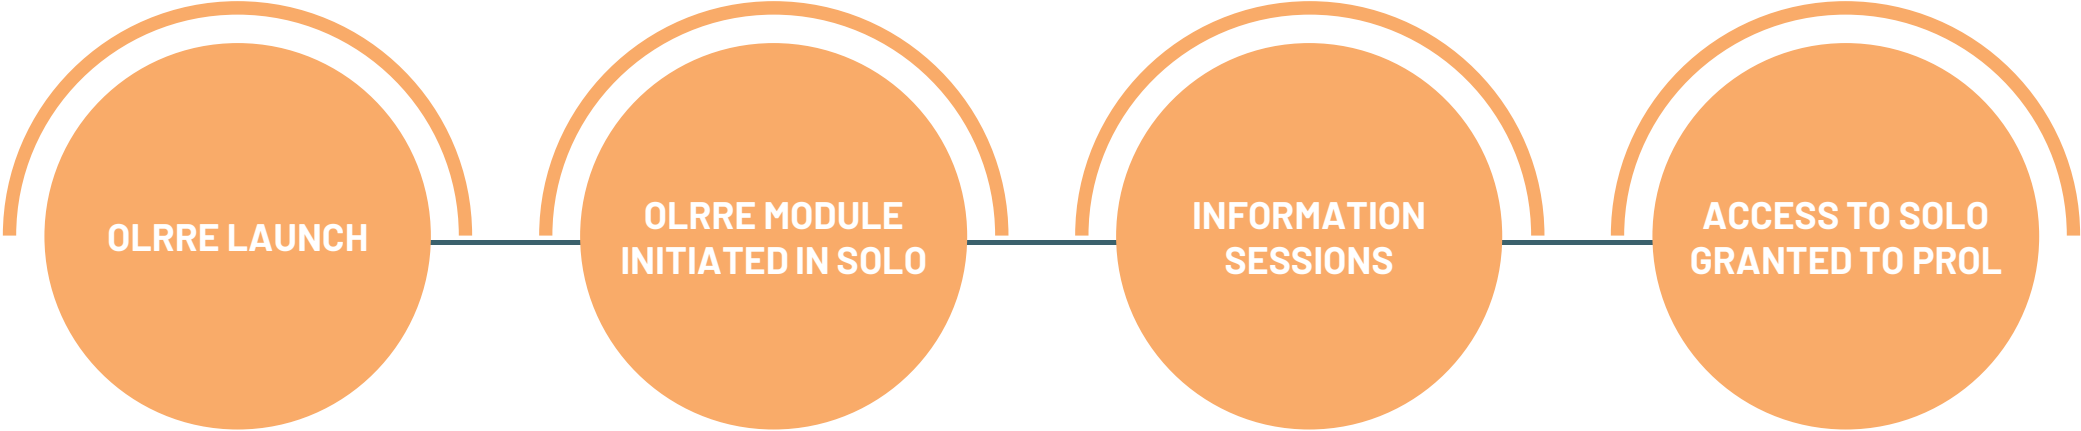 OLRRE LAUNCH
OLRRE MODULE
INITIATED IN SOLO
INFORMATION
SESSIONS
ACCESS TO SOLO
GRANTED TO PROL